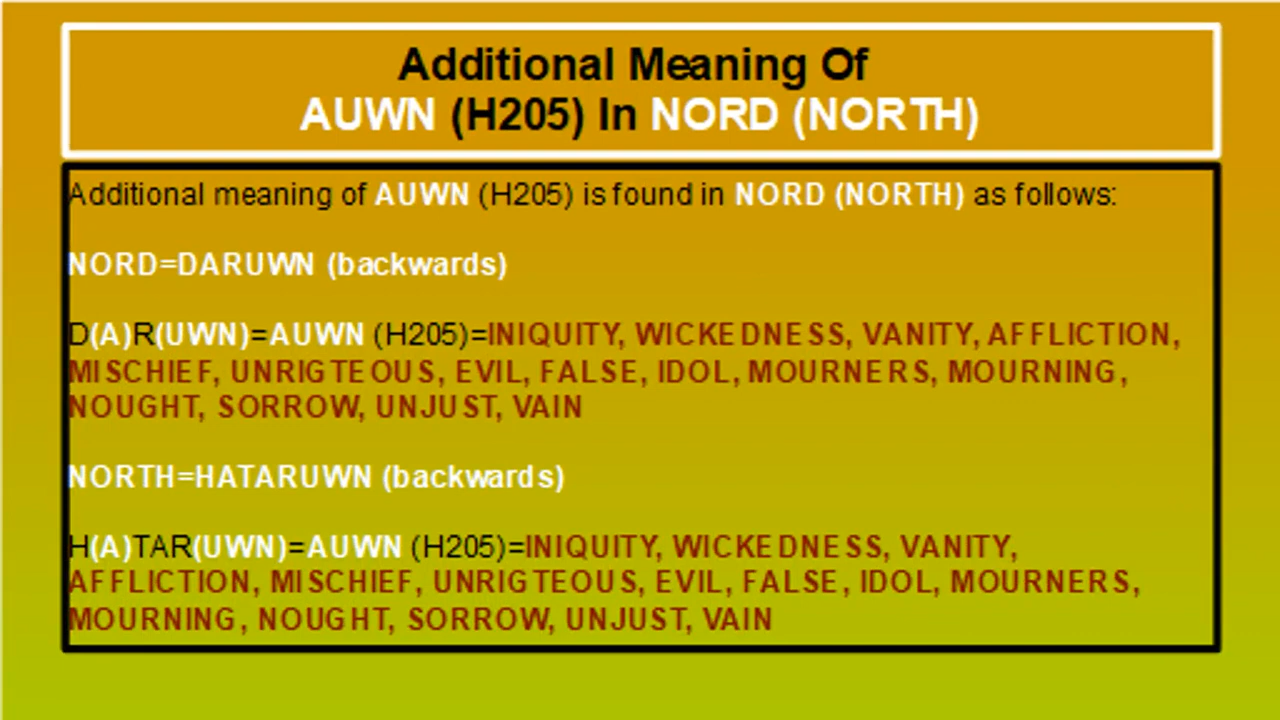 Additional Meaning Of
AUWN (H205) In NORD (NORTH)
Additional meaning of AUWN (H205) is found in NORD (NORTH) as follows:
NORD=DARUWN (backwards)
D(A)R(UWN)=AUWN (H205)=INIQUITY, WICKEDNESS, VANITY, AFFLICTION,
MISCHIEF, UNRIGTEOUS, EVIL, FALSE, IDOL, MOURNERS, MOURNING,
NOUGHT, SORROW, UNJUST, VAIN
NORTH=HATARUWN (backwards)
H(A)TAR(UWN)=AUWN (H205)=INIQUITY, WICKEDNESS, VANITY,
AFFLICTION, MISCHIEF, UNRIGTEOUS, EVIL, FALSE, IDOL, MOURNERS,
MOURNING, NOUGHT, SORROW, UNJUST, VAIN